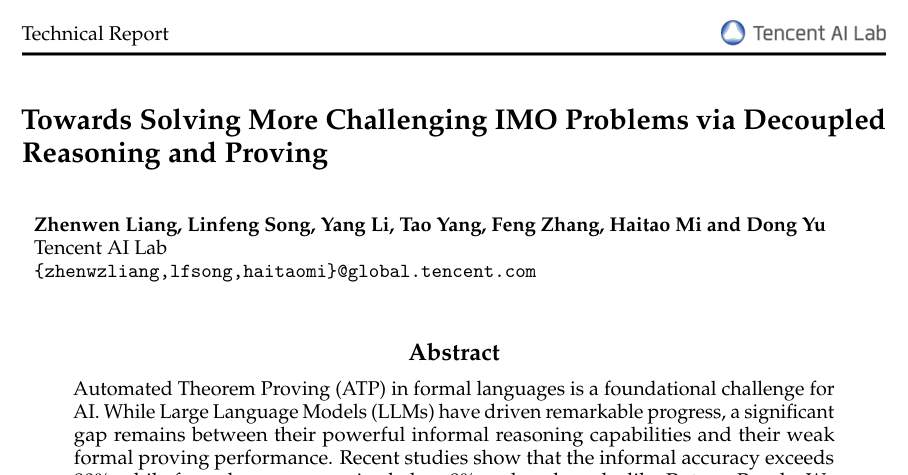 Technical Report
Tencent AI Lab
Towards Solving More Challenging IMO Problems via Decoupled
Reasoning and Proving
Zhenwen Liang, Linfeng Song, Yang Li, Tao Yang, Feng Zhang, Haitao Mi and Dong Yu
Tencent AI Lab
{zhenwzliang,lfsong,haitaomi}@global.tencent.com
Abstract
Automated Theorem Proving (ATP) in formal languages is a foundational challenge for
AI. While Large Language Models (LLMs) have driven remarkable progress, a significant
gap remains between their powerful informal reasoning capabilities and their weak
formal proving performance. Recent studies show that the informal accuracy exceeds